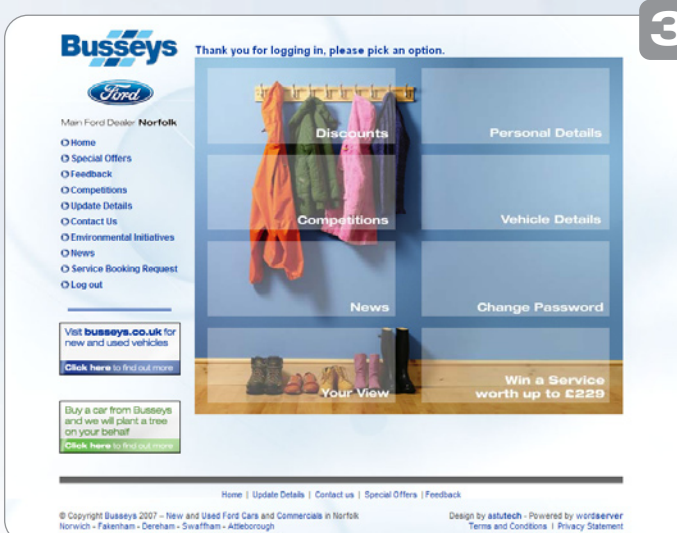 3
Busseys
Thank you for logging in, please pick an option.
Ford
Main Ford Dealer Norfolk
Home
Special Offers
Feedback
Competitions
Update Details
Contact Us
Environmental Initiatives
News
Service Booking Request
Log out
Visit busseys.co.uk for
new and used vehicles
Click here to find out more
Buy a car from Busseys
and we will plant a tree
on your behalf
Click here to find out more
Discounts
Personal Details
Competitions
Vehicle Details
News
Change Password
Your View
Win a Service
worth up to £229
Home | Update Details | Contact us | Special Offers | Feedback
© Copyright Busseys 2007 – New and Used Ford Cars and Commercials in Norfolk
Norwich - Fakenham - Dereham - Swaffham - Attleborough
Design by astutech - Powered by wordserver
Terms and Conditions | Privacy Statement